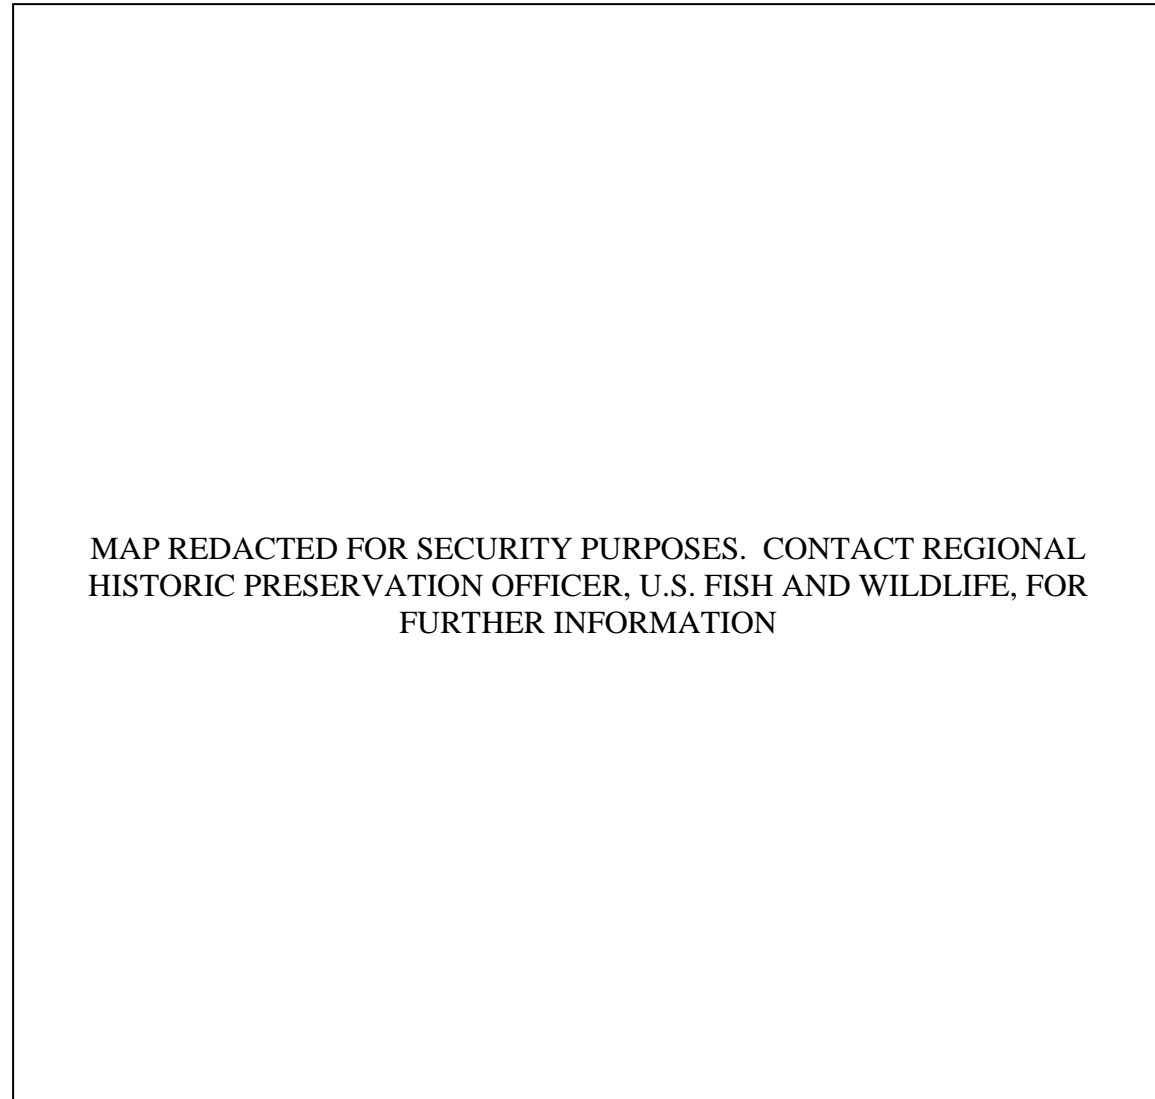 MAP REDACTED FOR SECURITY PURPOSES.  CONTACT REGIONAL
HISTORIC PRESERVATION OFFICER, U.S. FISH AND WILDLIFE, FOR
FURTHER INFORMATION